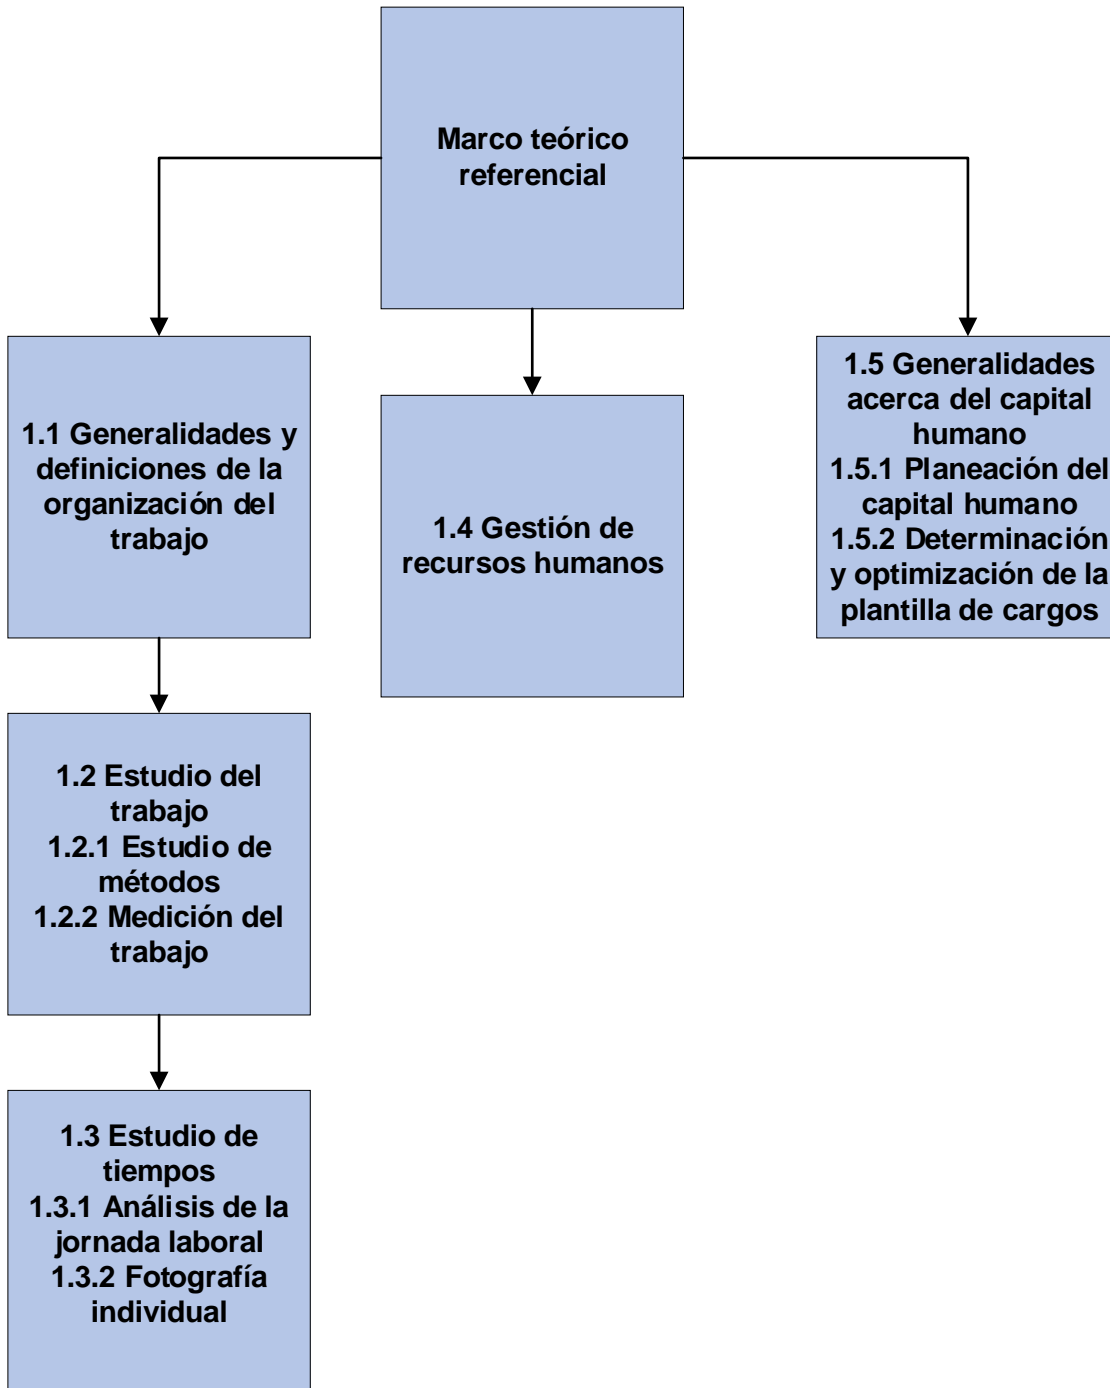 Marco teórico
referencial
1.1 Generalidades y
definiciones de la
organización del
trabajo
1.4 Gestión de
recursos humanos
1.5 Generalidades
acerca del capital
humano
1.5.1 Planeación del
capital humano
1.5.2 Determinación
y optimización de la
plantilla de cargos
1.2 Estudio del
trabajo
1.2.1 Estudio de
métodos
1.2.2 Medición del
trabajo
1.3 Estudio de
tiempos
1.3.1 Análisis de la
jornada laboral
1.3.2 Fotografía
individual